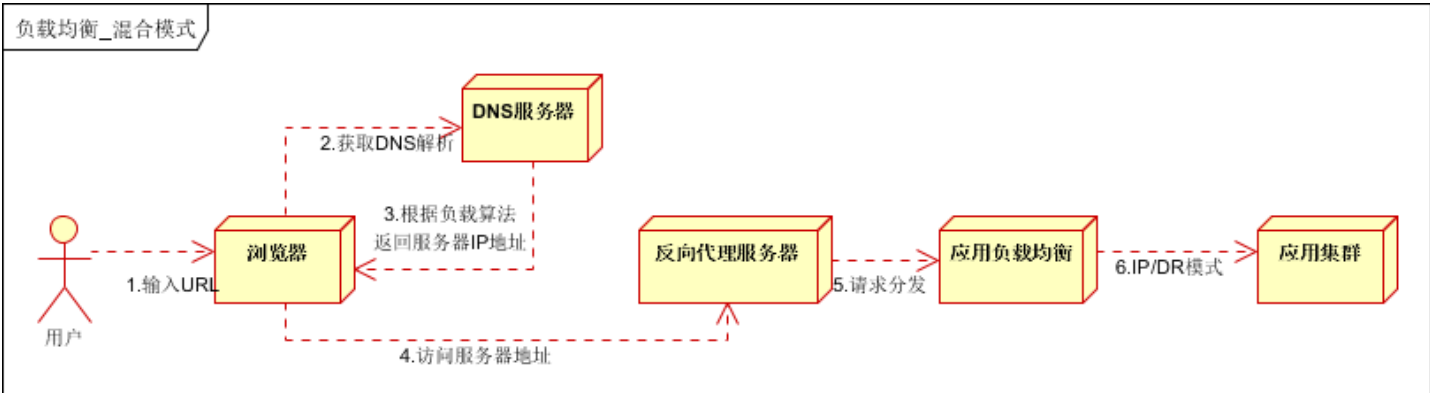 负载均衡_混合模式
DNS服务器
2.获取DNS解析
3.根据负载算法
返回服务器IP地址
浏览器
反向代理服务器
应用负载均衡
应用集群
1.输入URL
5.请求分发
6.IP/DR模式
用户
4.访问服务器地址